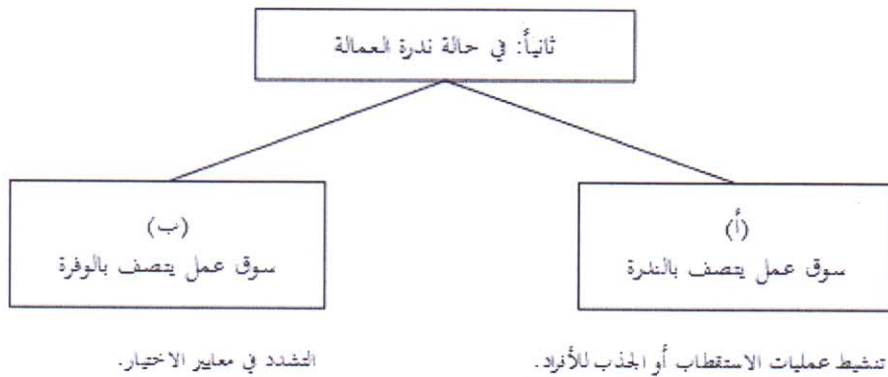 ثانياً: في حالة ندرة العمالة
(أ)
سوق عمل يتصف بالندرة
تنشيط عمليات الاستقطاب أو الجذب للأفراد.
(ب)
سوق عمل يتصف بالوفرة
التشدد في معايير الاختيار.